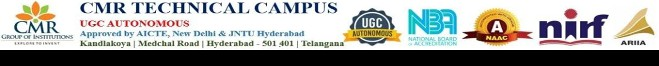 CMR TECHNICAL CAMPUS
UGC AUTONOMOUS
Approved by AICTE, New Delhi & JNTU Hyderabad
Kandlakoya | Medchal Road | Hyderabad - 501 401 | Telangana
CMR
GROUP OF INSTITUTIONS
EXPLORE TO INVENT
UGC
AUTONOMOUS
NBA
NATIONAL BOARD
of ACCREDITATION
A
NAAC
nirf
ARIIA